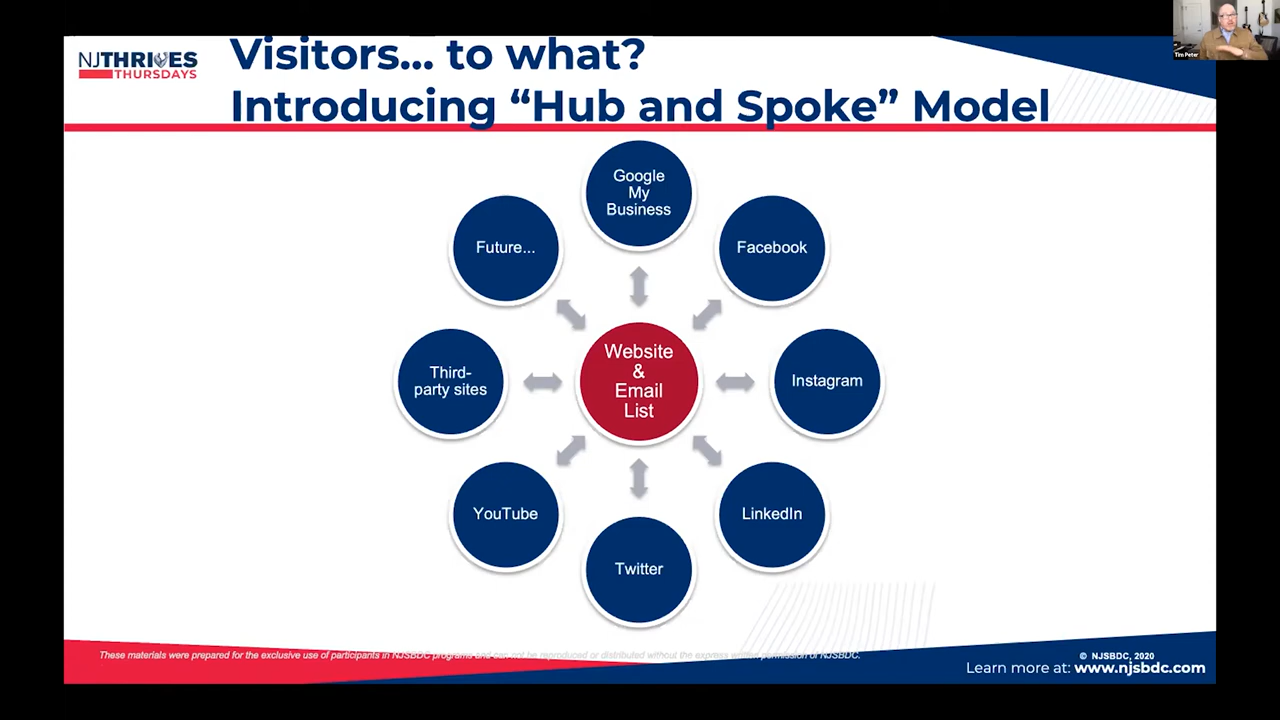 NJTHRIVES
THURSDAYS
Visitors... to what?
Introducing “Hub and Spoke” Model
Tim Peter
Google
My
Business
Future...
Facebook
Third-
party sites
Website
&
Email
List
Instagram
YouTube
LinkedIn
Twitter
These materials were prepared for the exclusive use of participants in NJSBDC programs and can not be reproduced or distributed without the express written permission of NJSBDC.
© NJSBDC, 2020
Learn more at: www.njsbdc.com